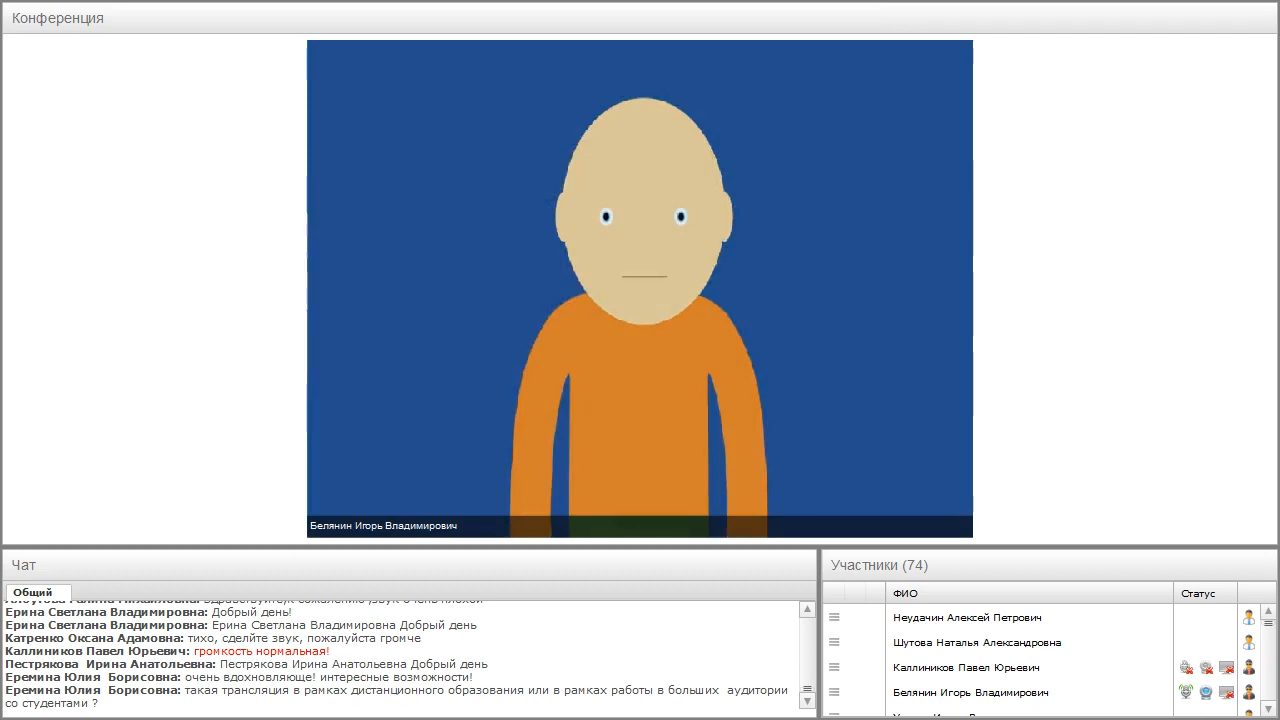 Конференция
Белянин Игорь Владимирович
Чат
Общий
Ерина Светлана Владимировна: Добрый день!
Ерина Светлана Владимировна: Ерина Светлана Владимировна Добрый день
Катренко Оксана Адамовна: тихо, сделйте звук, пожалуйста громче
Каллиников Павел Юрьевич: громкость нормальная!
Пестрякова Ирина Анатольевна: Пестрякова Ирина Анатольевна Добрый день
Еремина Юлия Борисовна: очень вдохновляюще! интересные возможности!
Еремина Юлия Борисовна: такая трансляция в рамках дистанционного образования или в рамках работы в больших аудитории
со студентами ?
Участники (74)
ФИО Статус
Неудачин Алексей Петрович
Шутова Наталья Александровна
Каллиников Павел Юрьевич
Белянин Игорь Владимирович